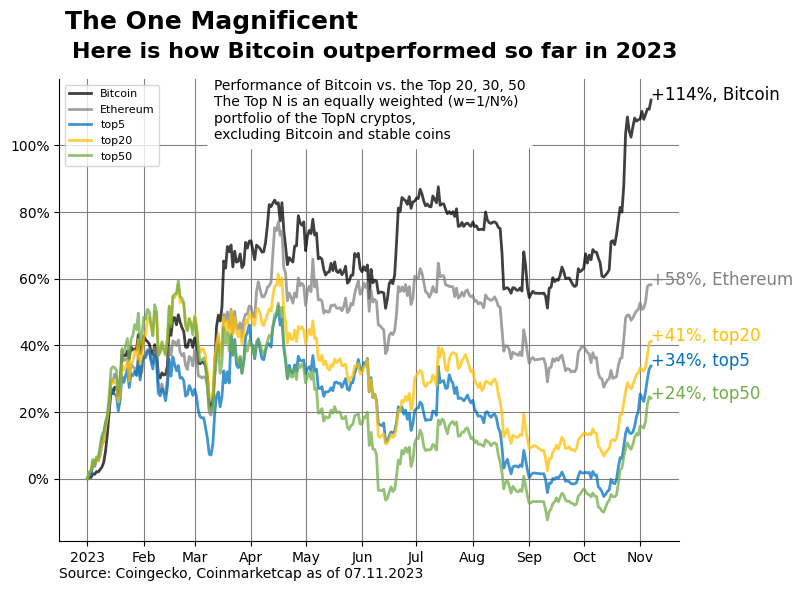 The One Magnificent
Here is how Bitcoin outperformed so far in 2023
Performance of Bitcoin vs. the Top 20, 30, 50
The Top N is an equally weighted (w=1/N%)
portfolio of the TopN cryptos,
excluding Bitcoin and stable coins
Bitcoin
Ethereum
top5
top20
top50
+114%, Bitcoin
+58%, Ethereum
+41%, top20
+34%, top5
+24%, top50
100%
80%
60%
40%
20%
0%
2023 Feb Mar Apr May Jun Jul Aug Sep Oct Nov
Source: Coingecko, Coinmarketcap as of 07.11.2023